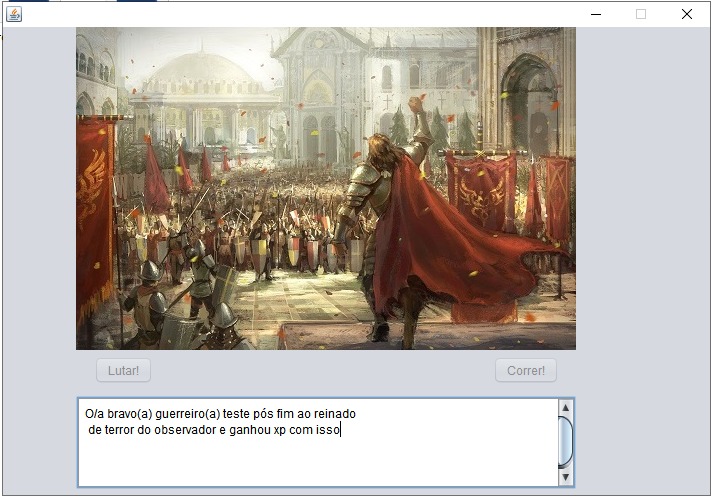 Lutar!
Correr!
O/a bravo(a) guerreiro(a) teste pós fim ao reinado
de terror do observador e ganhou xp com isso